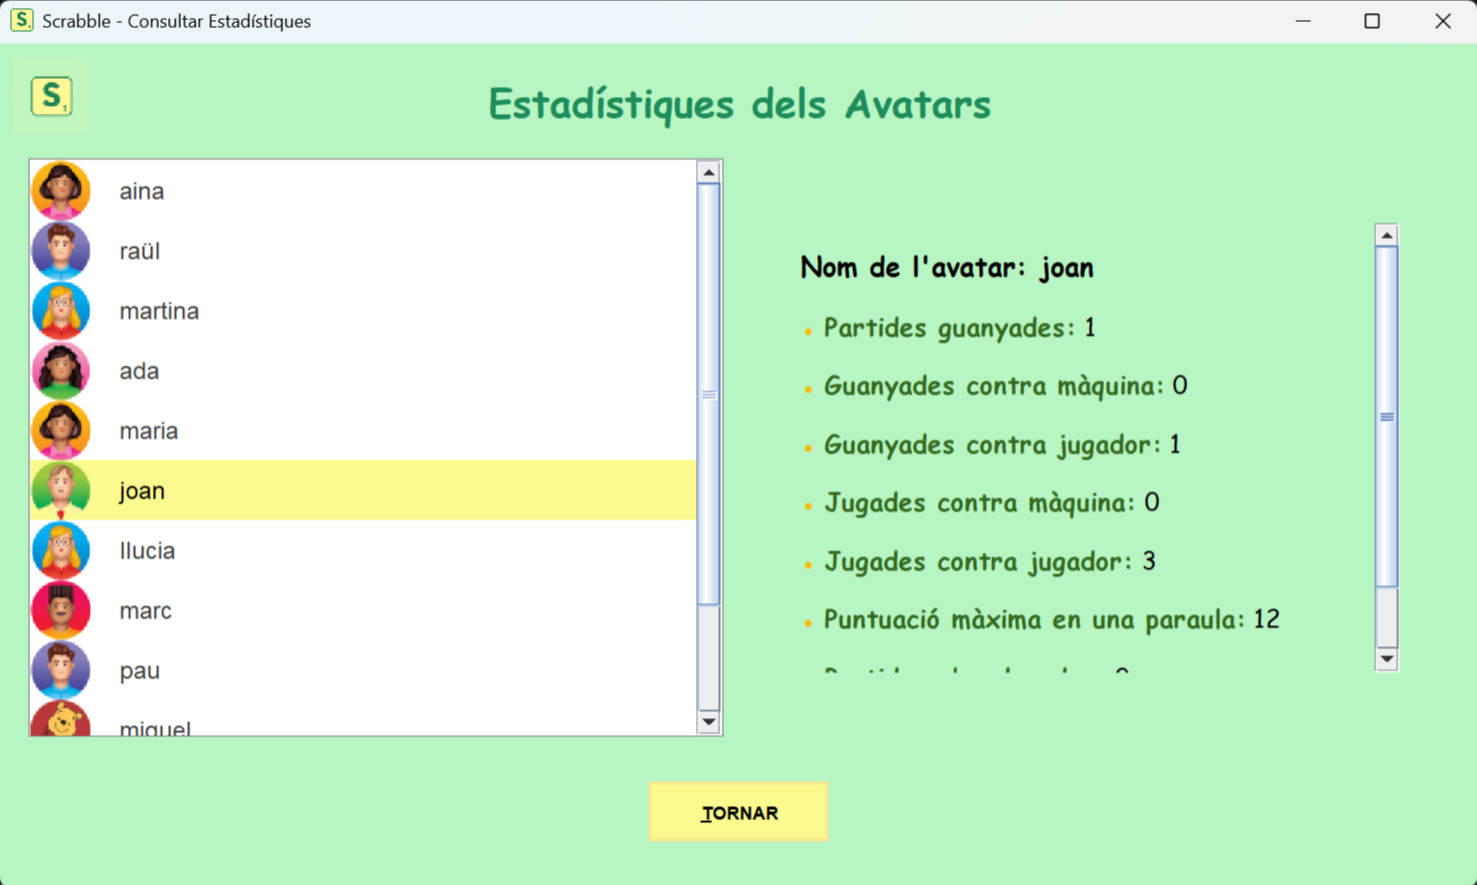 Scrabble - Consultar Estadístiques
S1
Estadístiques dels Avatars
aina
raül
martina
ada
maria
joan
llucia
marc
pau
miquel
Nom de l'avatar: joan
Partides guanyades: 1
Guanyades contra màquina: 0
Guanyades contra jugador: 1
Jugades contra màquina: 0
Jugades contra jugador: 3
Puntuació màxima en una paraula: 12
TORNAR